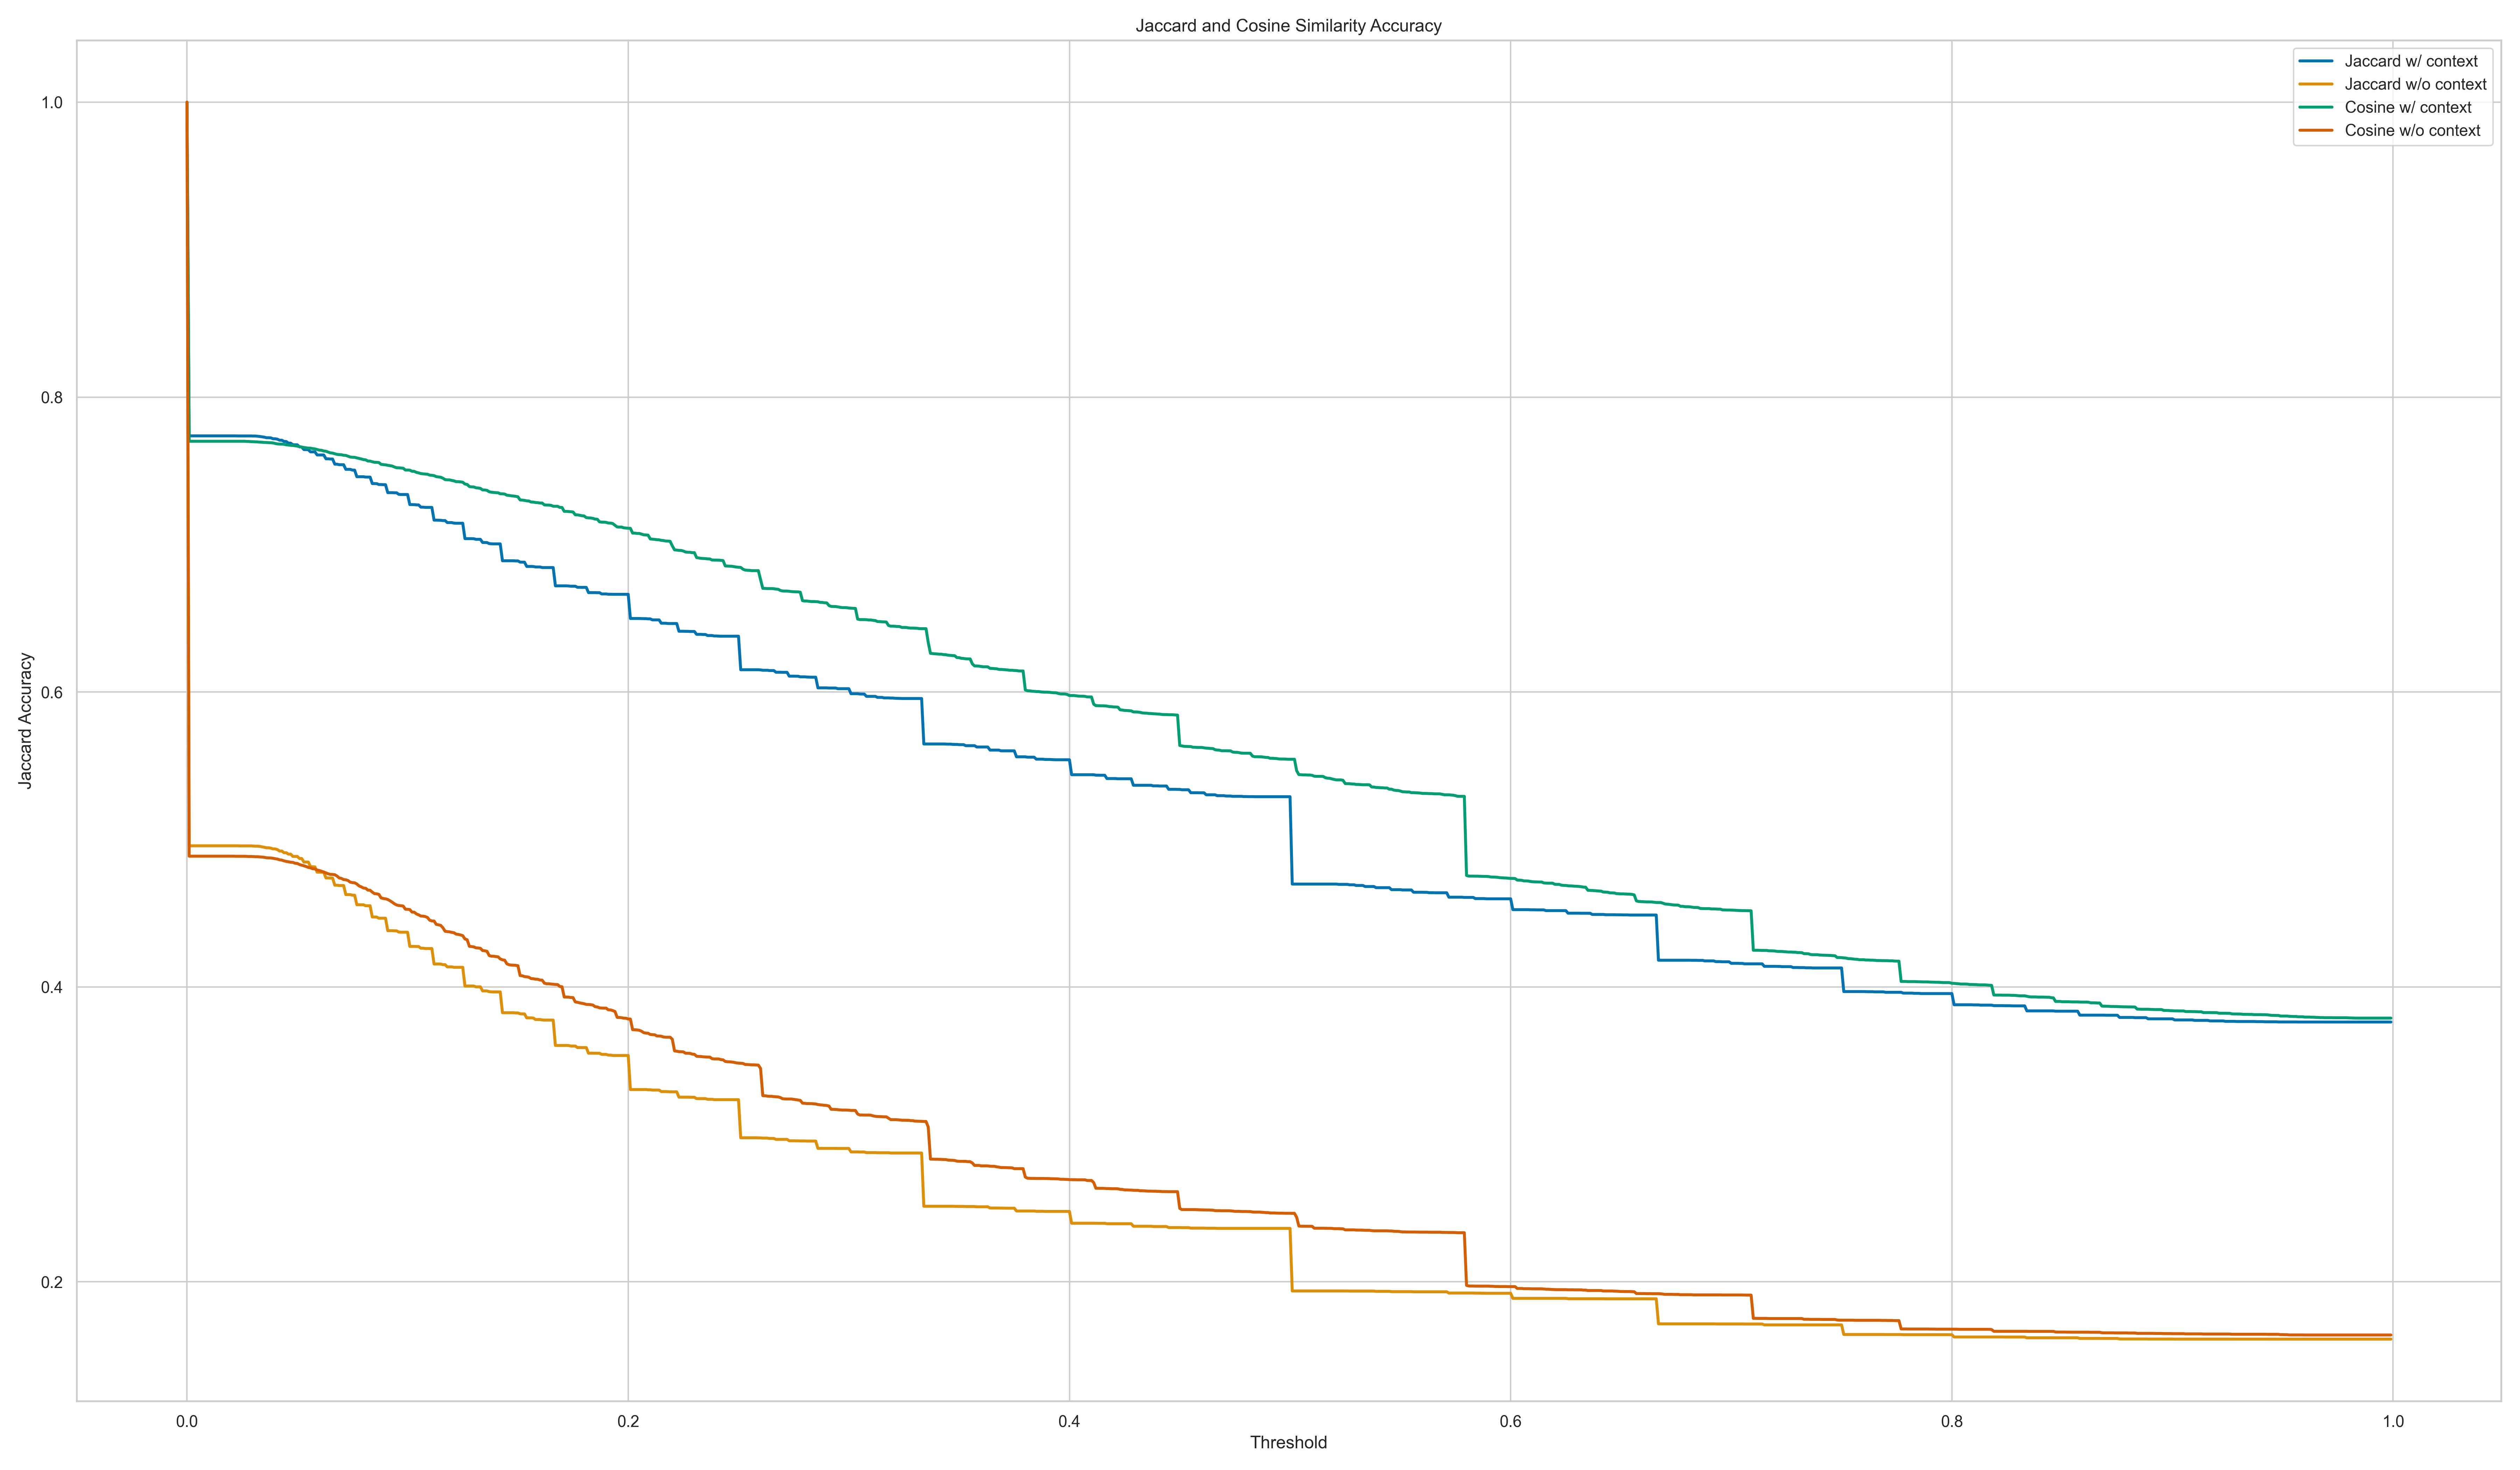 Jaccard and Cosine Similarity Accuracy
Jaccard w/ context
Jaccard w/o context
Cosine w/ context
Cosine w/o context
Jaccard Accuracy
1.0
0.8
0.6
0.4
0.2
0.0 0.2 0.4 0.6 0.8 1.0
Threshold